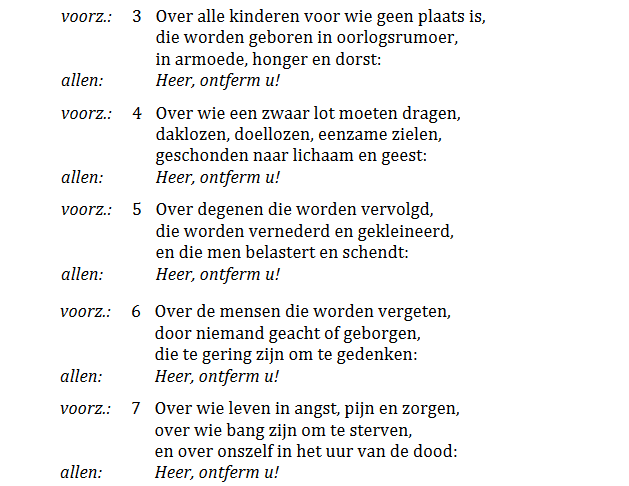 voorz.: 3 Over alle kinderen voor wie geen plaats is,
die worden geboren in oorlogsrumoer,
in armoede, honger en dorst:
allen: Heer, ontferm u!
voorz.: 4 Over wie een zwaar lot moeten dragen,
daklozen, doellozen, eenzame zielen,
geschonden naar lichaam en geest:
allen: Heer, ontferm u!
voorz.: 5 Over degenen die worden vervolgd,
die worden vernederd en gekleineerd,
en die men belastert en schendt:
allen: Heer, ontferm u!
voorz.: 6 Over de mensen die worden vergeten,
door niemand geacht of geborgen,
die te gering zijn om te gedenken:
allen: Heer, ontferm u!
voorz.: 7 Over wie leven in angst, pijn en zorgen,
over wie bang zijn om te sterven,
en over onszelf in het uur van de dood:
allen: Heer, ontferm u!